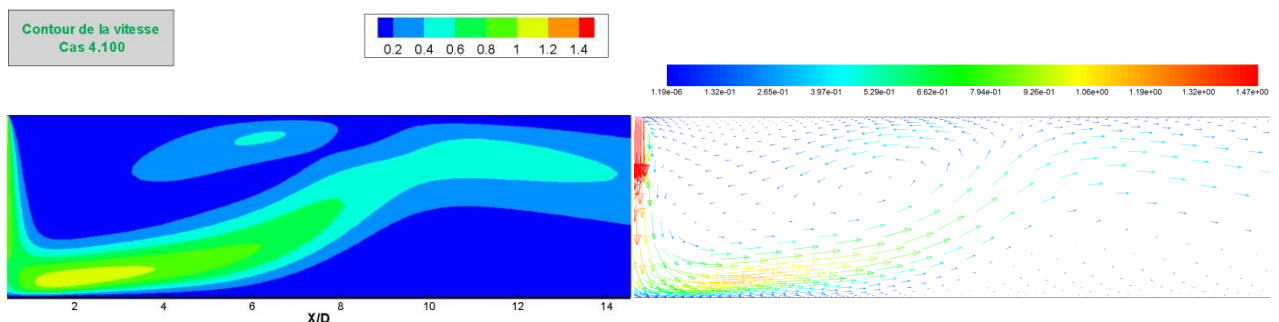 Contour de la vitesse
Cas 4.100
0.2 0.4 0.6 0.8 1 1.2 1.4
1.19e-06 1.32e-01 2.65e-01 3.97e-01 5.29e-01 6.62e-01 7.94e-01 9.26e-01 1.06e+00 1.19e+00 1.32e+00 1.47e+00
2 4 6 8 10 12 14
X/D